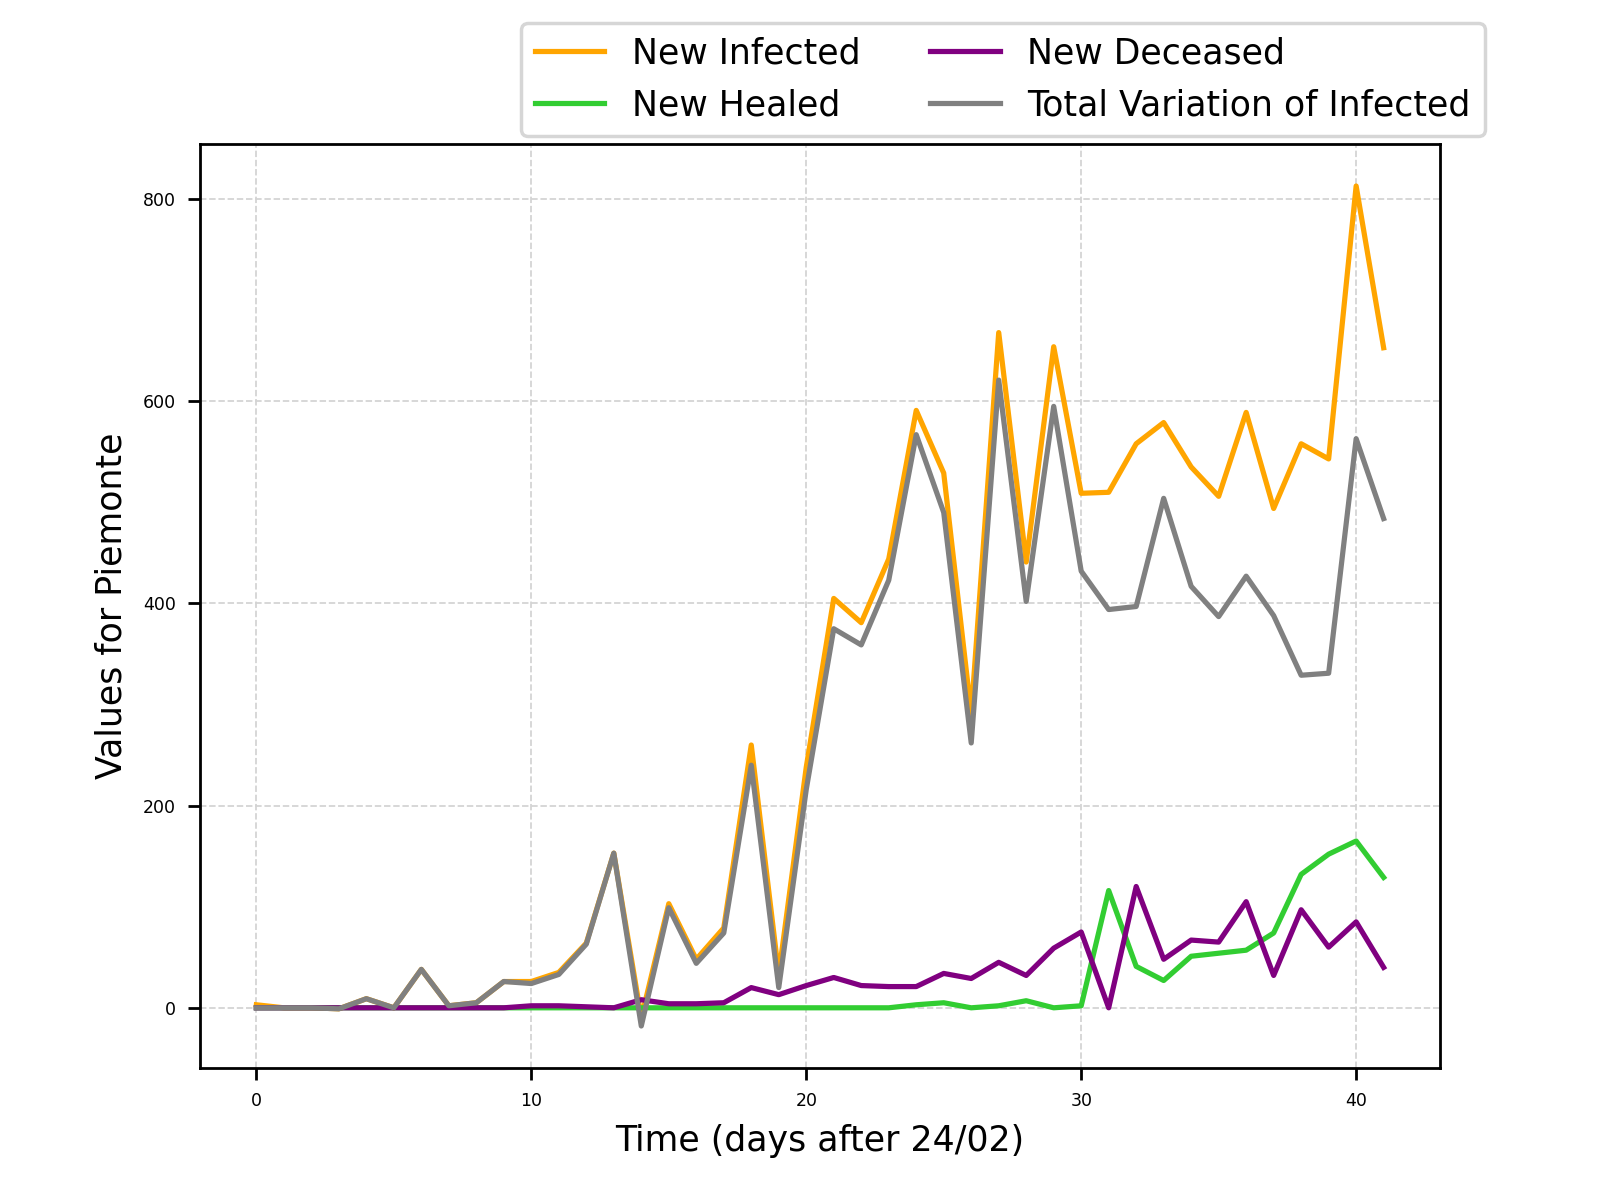 New Infected
New Healed
New Deceased
Total Variation of Infected
800
600
400
200
0
Values for Piemonte
0 10 20 30 40
Time (days after 24/02)